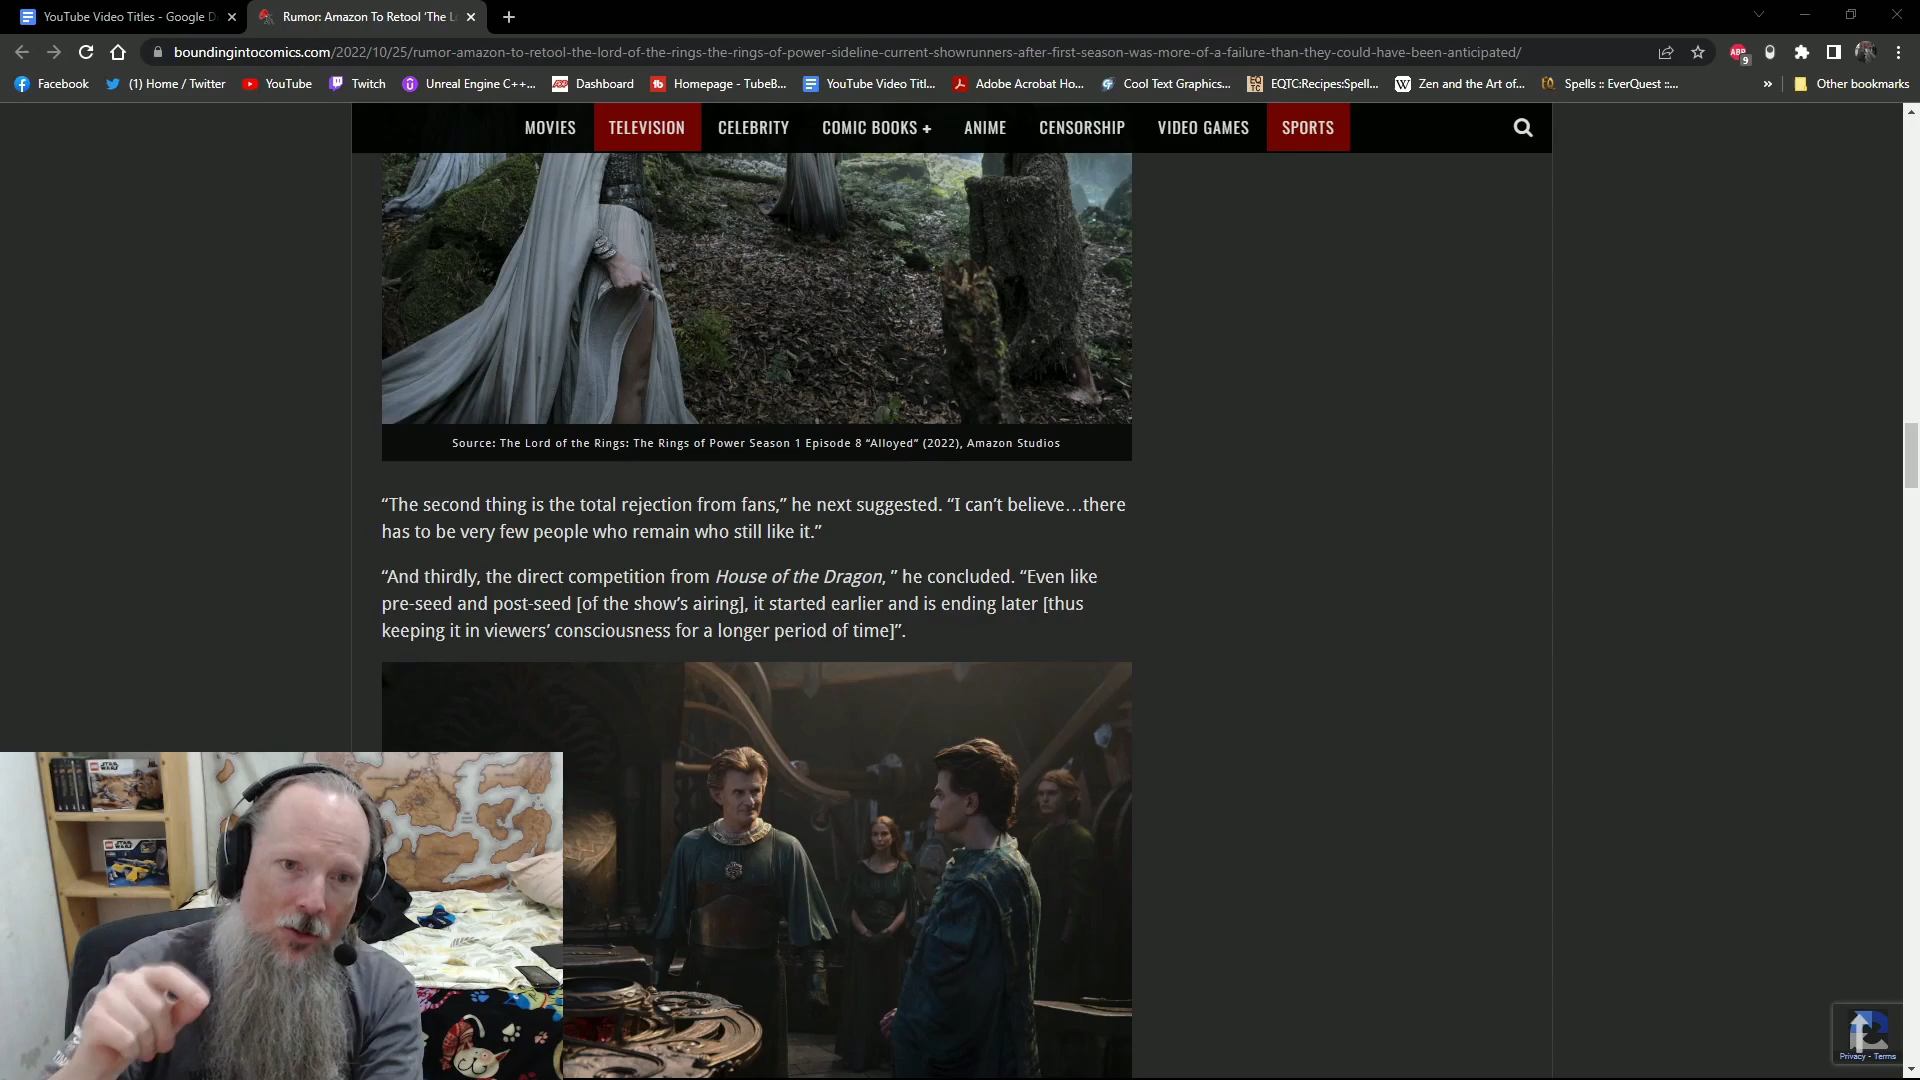 YouTube Video Titles - Google D
Rumor: Amazon To Retool 'The L
boundingintocomics.com/2022/10/25/rumor-amazon-to-retool-the-lord-of-the-rings-the-rings-of-power-sideline-current-showrunners-after-first-season-was-more-of-a-failure-than-they-could-have-been-anticipated/
ABP
9
Facebook
(1) Home / Twitter
YouTube
Twitch
Unreal Engine C++...
Dashboard
Homepage - TubeB...
YouTube Video Titl...
Adobe Acrobat Ho...
Cool Text Graphics...
EQTC:Recipes:Spell...
Zen and the Art of...
Spells :: EverQuest ::...
»
Other bookmarks
MOVIES
TELEVISION
CELEBRITY
COMIC BOOKS +
ANIME
CENSORSHIP
VIDEO GAMES
SPORTS
Source: The Lord of the Rings: The Rings of Power Season 1 Episode 8 “Alloyed” (2022), Amazon Studios
“The second thing is the total rejection from fans,” he next suggested. “I can’t believe…there
has to be very few people who remain who still like it.”
“And thirdly, the direct competition from House of the Dragon, ” he concluded. “Even like
pre-seed and post-seed [of the show’s airing], it started earlier and is ending later [thus
keeping it in viewers’ consciousness for a longer period of time]”.
STAR WARS
STAR WARS
Privacy - Terms